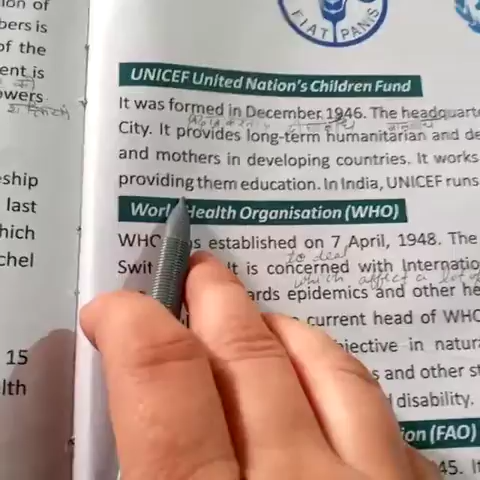 ion of
bers is
of the
ent is
owers
eship
last
hich
chel
15
lth
FIAT PANIS
UNICEF United Nation's Children Fund
It was formed in December 1946. The headquart
City. It provides long-term humanitarian and de
and mothers in developing countries. It works
providing them education. In India, UNICEF runs
World Health Organisation (WHO)
WHO was established on 7 April, 1948. The
to deal
Swit It is concerned with Internatio
which affect a lot of
ards epidemics and other he
current head of WHO
jective in natura
s and other st
disability.
ion (FAO)
45. It